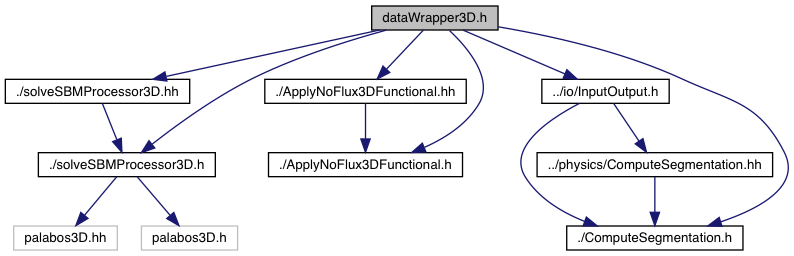 dataWrapper3D.h
./solveSBMProcessor3D.hh
./ApplyNoFlux3DFunctional.hh
../io/InputOutput.h
./solveSBMProcessor3D.h
./ApplyNoFlux3DFunctional.h
../physics/ComputeSegmentation.hh
palabos3D.hh
palabos3D.h
./ComputeSegmentation.h